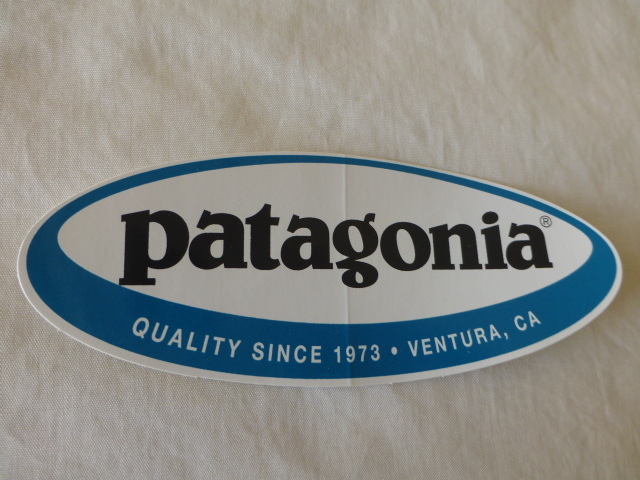 patagonia®
QUALITY SINCE 1973 • VENTURA, CA